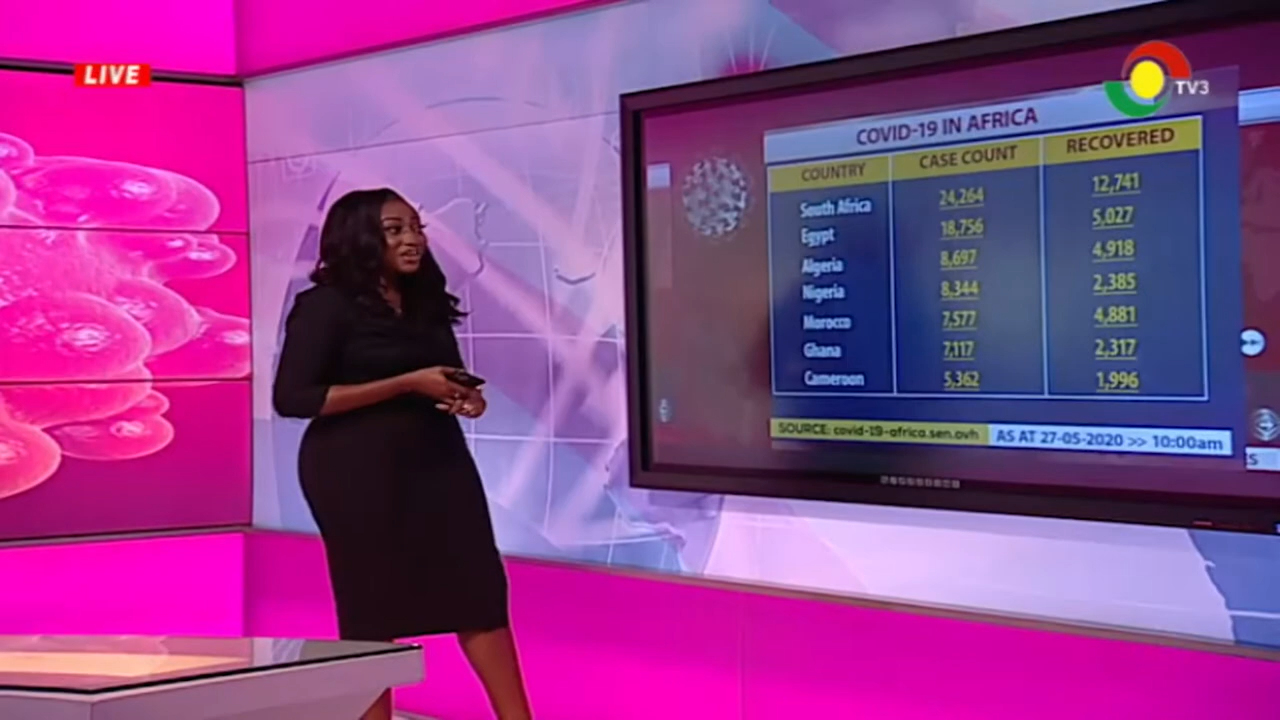 LIVE
TV3
COVID-19 IN AFRICA
COUNTRY CASE COUNT RECOVERED
South Africa 24,264 12,741
Egypt 18,756 5,027
Algeria 8,697 4,918
Nigeria 8,344 2,385
Morocco 7,577 4,881
Ghana 7,117 2,317
Cameroon 5,362 1,996
SOURCE: covid-19-africa.sen.ovh AS AT 27-05-2020 >> 10:00am